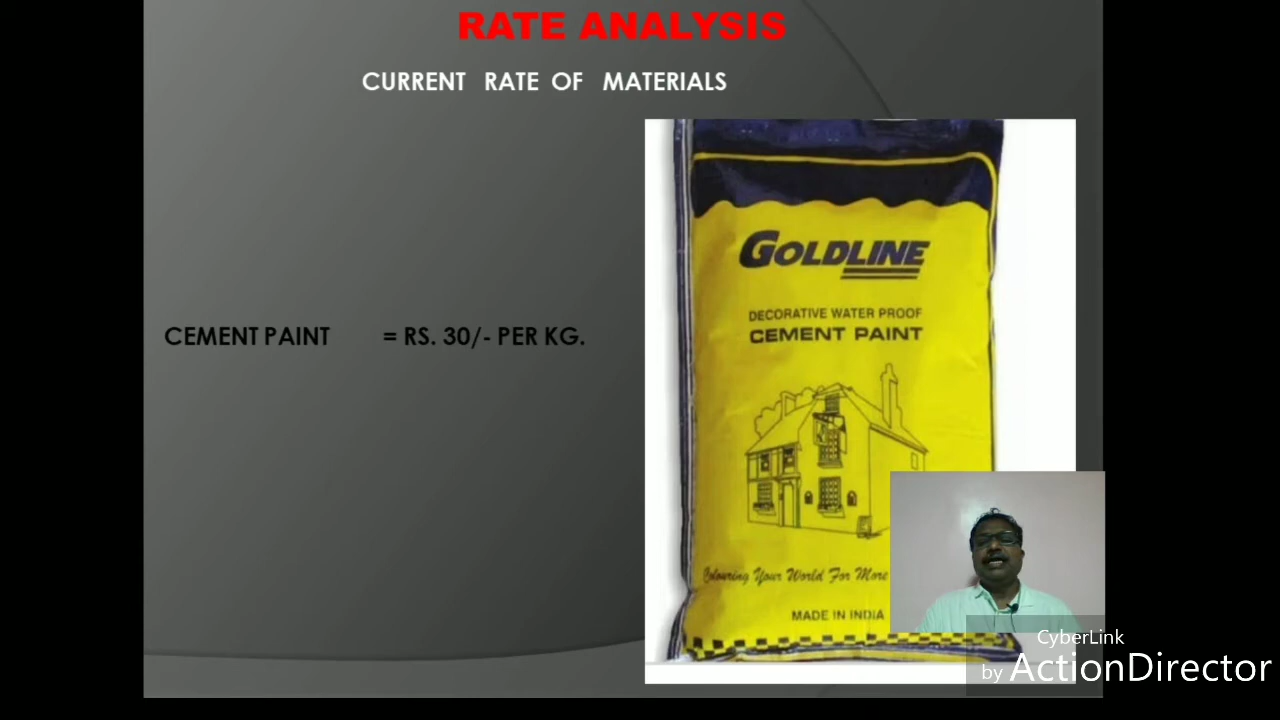 RATE ANALYSIS
CURRENT RATE OF MATERIALS
CEMENT PAINT = RS. 30/- PER KG.
GOLDLINE
DECORATIVE WATER PROOF
CEMENT PAINT
Colouring Your World For More
MADE IN INDIA
CyberLink
by ActionDirector